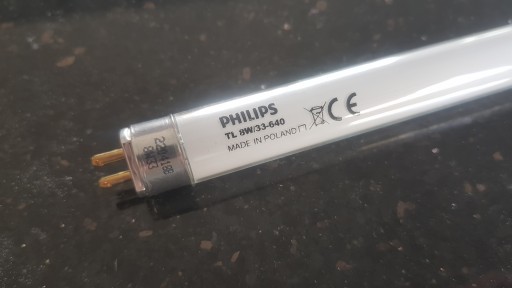 PHILIPS
TL 8W/33-640
MADE IN POLAND
CE